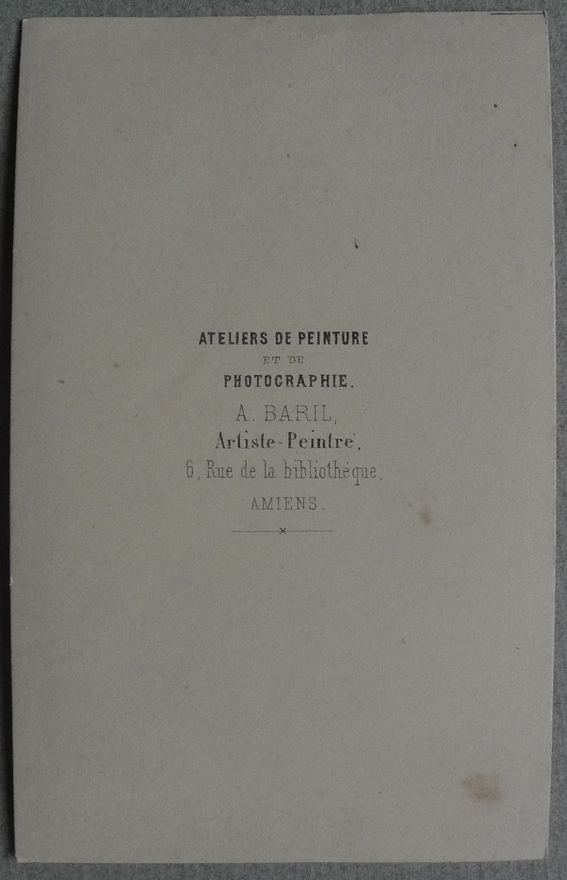 ATELIERS DE PEINTURE
ET DE
PHOTOGRAPHIE.
A. BARIL,
Artiste-Peintre,
6, Rue de la bibliothèque,
AMIENS.